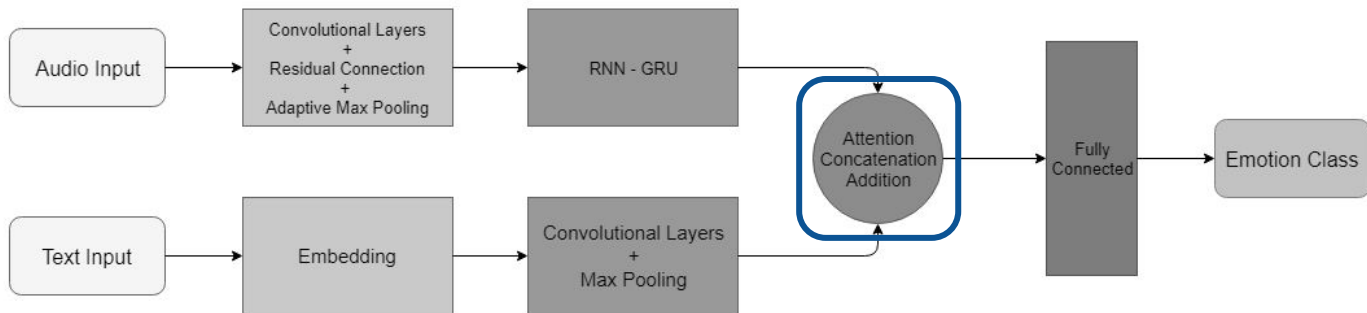 Audio Input
Convolutional Layers
+
Residual Connection
+
Adaptive Max Pooling
RNN - GRU
Attention
Concatenation
Addition
Fully
Connected
Emotion Class
Text Input
Embedding
Convolutional Layers
+
Max Pooling